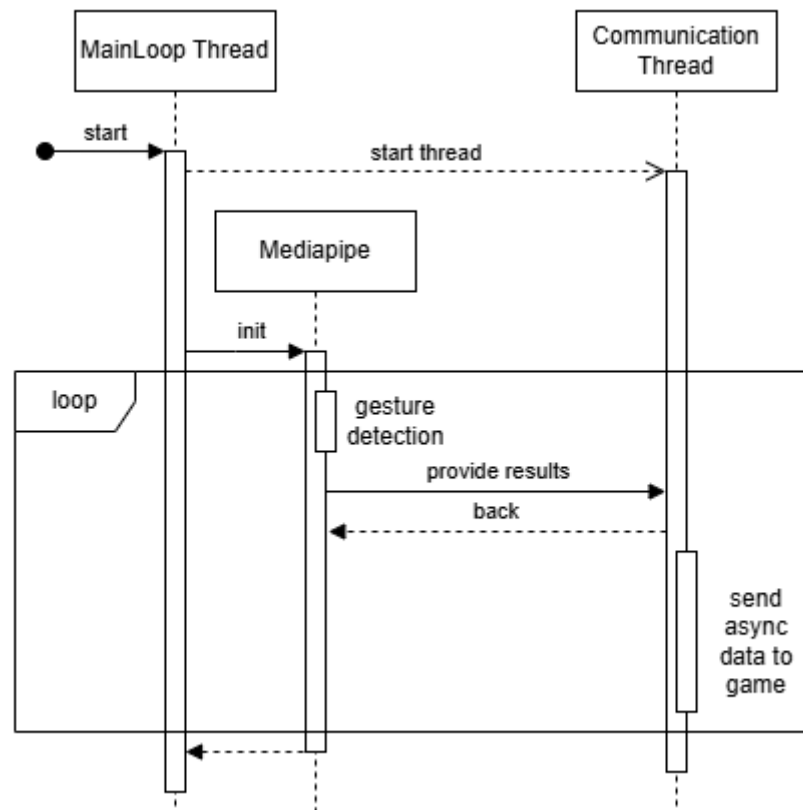 MainLoop Thread
Communication
Thread
start
start thread
Mediapipe
init
loop
gesture
detection
provide results
back
send
async
data to
game